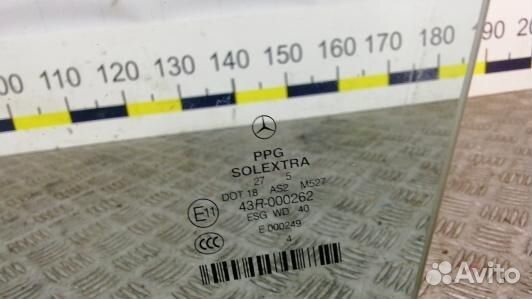 00 110 120 130 140 150 160 170 180 190 200
PPG
SOLEXTRA
27 5
DOT 18 AS2 M527
43R-000262
E11
ESG WD 40
E 000249
CCC
4
Avito